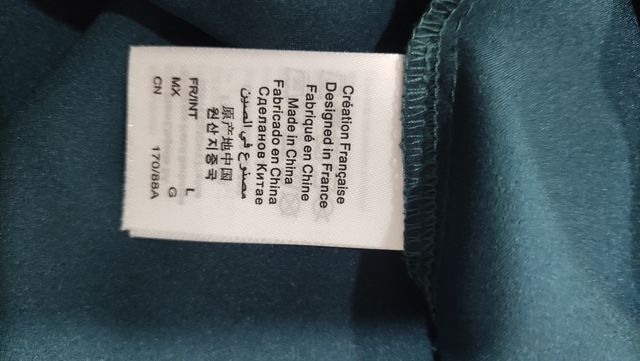 Création Française
Designed in France
Fabriqué en Chine
Made in China
Fabricado en China
Сделанов Китае
مصنوع في الصين
原产地中国
원산지중국
FR/INT L
MX G
CN 170/88A